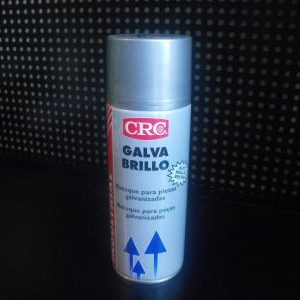 CRC
GALVA
BRILLO
Retoque para piezas
galvanizadas
Retoque para peças
galvanizadas